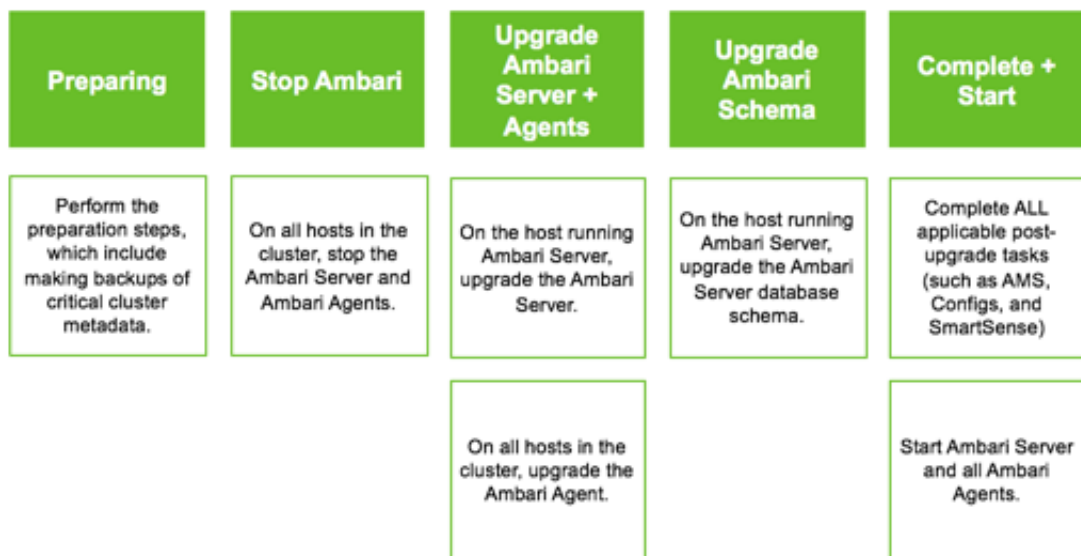 Preparing
Stop Ambari
Upgrade
Ambari
Server +
Agents
Upgrade
Ambari
Schema
Complete +
Start
Perform the
preparation steps,
which include
making backups of
critical cluster
metadata.
On all hosts in the
cluster, stop the
Ambari Server and
Ambari Agents.
On the host running
Ambari Server,
upgrade the Ambari
Server.
On the host running
Ambari Server,
upgrade the Ambari
Server database
schema.
Complete ALL
applicable post-
upgrade tasks
(such as AMS,
Configs, and
SmartSense)
On all hosts in the
cluster, upgrade the
Ambari Agent.
Start Ambari Server
and all Ambari
Agents.